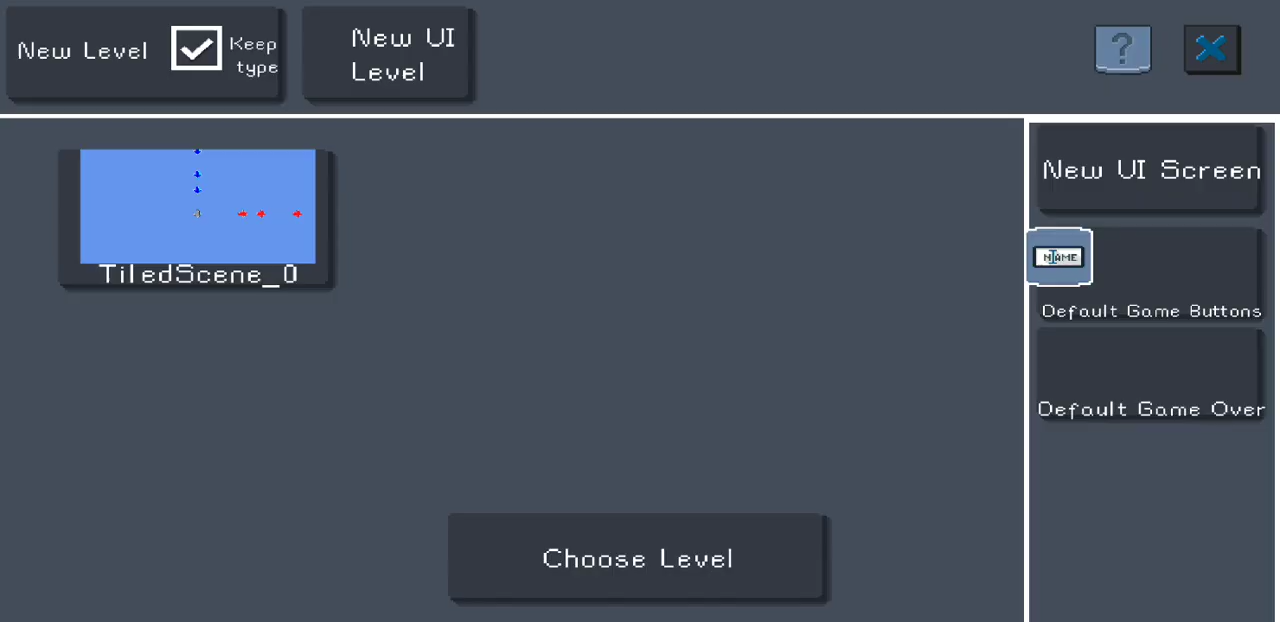 New Level
Keep
type
New UI
Level
?
TiledScene_0
New UI Screen
NAME
Default Game Buttons
Default Game Over
Choose Level